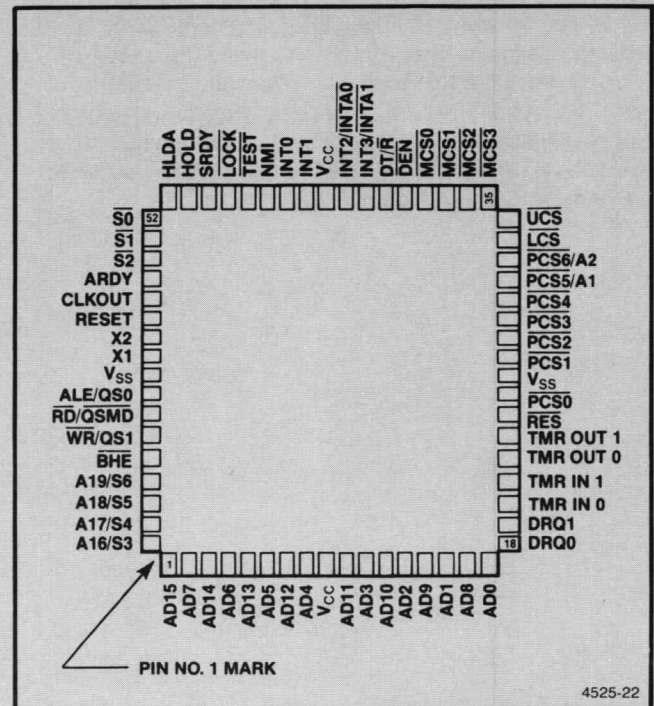 HLDA
HOLD
SRDY
LOCK
TEST
NMI
INT0
INT1
VCC
INT2/INTA0
INT3/INTA1
DT/R
DEN
MCS0
MCS1
MCS2
MCS3
35
52
S0
S1
S2
ARDY
CLKOUT
RESET
X2
X1
VSS
ALE/QS0
RD/QSMD
WR/QS1
BHE
A19/S6
A18/S5
A17/S4
A16/S3
UCS
LCS
PCS6/A2
PCS5/A1
PCS4
PCS3
PCS2
PCS1
VSS
PCS0
RES
TMR OUT 1
TMR OUT 0
TMR IN 1
TMR IN 0
DRQ1
18
DRQ0
1
AD15
AD7
AD14
AD6
AD13
AD5
AD12
AD4
VCC
AD11
AD3
AD10
AD2
AD9
AD1
AD8
AD0
PIN NO. 1 MARK
4525-22